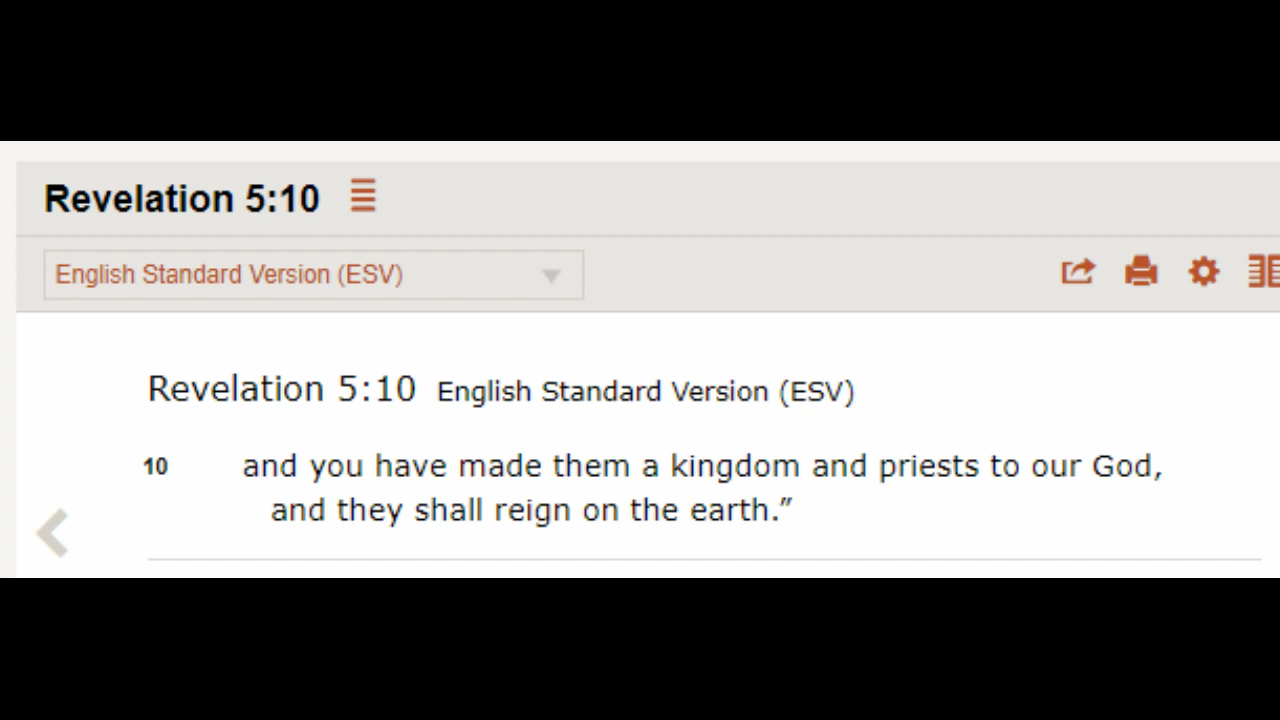 Revelation 5:10
English Standard Version (ESV)
Revelation 5:10 English Standard Version (ESV)
10 and you have made them a kingdom and priests to our God,
and they shall reign on the earth.”